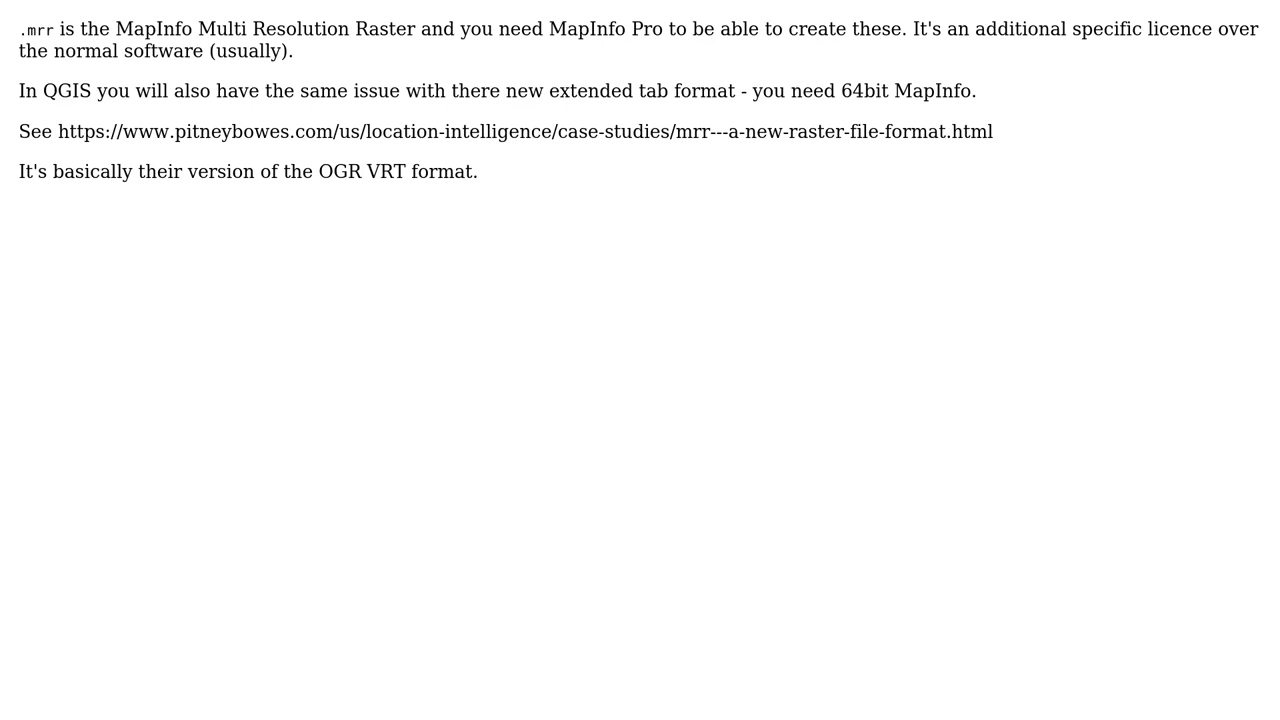 .mrr is the MapInfo Multi Resolution Raster and you need MapInfo Pro to be able to create these. It's an additional specific licence over
the normal software (usually).
In QGIS you will also have the same issue with there new extended tab format - you need 64bit MapInfo.
See https://www.pitneybowes.com/us/location-intelligence/case-studies/mrr---a-new-raster-file-format.html
It's basically their version of the OGR VRT format.